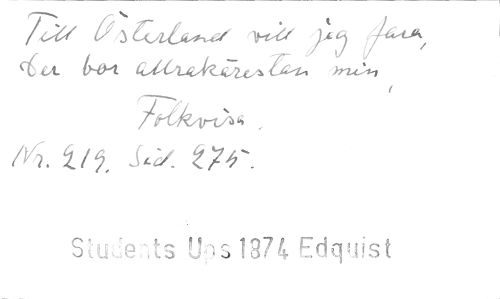 Till Österland vill jag fara,
Der bor allrakärestan min,
Folkvisa.
Nr. 219. Sid. 275.
Students Ups 1874 Edquist